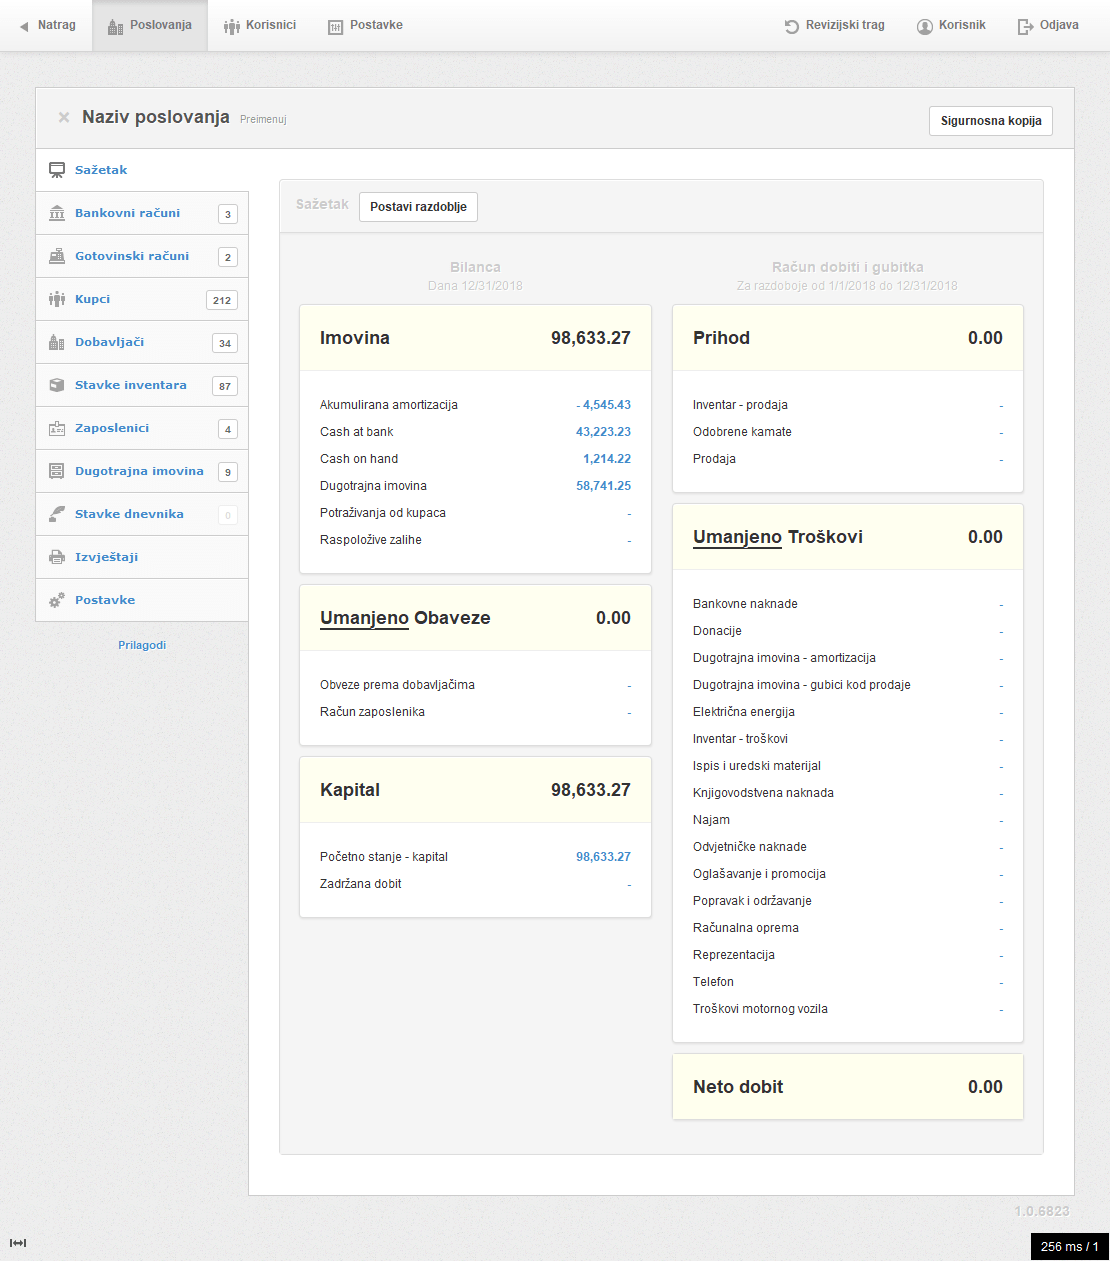 Natrag
Poslovanja
Korisnici
Postavke
Revizijski trag
Korisnik
Odjava
Naziv poslovanja
Preimenuj
Sigurnosna kopija
Sažetak
Bankovni računi 3
Gotovinski računi 2
Kupci 212
Dobavljači 34
Stavke inventara 87
Zaposlenici 4
Dugotrajna imovina 9
Stavke dnevnika 0
Izvještaji
Postavke
Prilagodi
Sažetak
Postavi razdoblje
Bilanca
Dana 12/31/2018
Imovina 98,633.27
Akumulirana amortizacija - 4,545.43
Cash at bank 43,223.23
Cash on hand 1,214.22
Dugotrajna imovina 58,741.25
Potraživanja od kupaca -
Raspoložive zalihe -
Umanjeno Obaveze 0.00
Obveze prema dobavljačima -
Račun zaposlenika -
Kapital 98,633.27
Početno stanje - kapital 98,633.27
Zadržana dobit -
Račun dobiti i gubitka
Za razdoboje od 1/1/2018 do 12/31/2018
Prihod 0.00
Inventar - prodaja -
Odobrene kamate -
Prodaja -
Umanjeno Troškovi 0.00
Bankovne naknade -
Donacije -
Dugotrajna imovina - amortizacija -
Dugotrajna imovina - gubici kod prodaje -
Električna energija -
Inventar - troškovi -
Ispis i uredski materijal -
Knjigovodstvena naknada -
Najam -
Odvjetničke naknade -
Oglašavanje i promocija -
Popravak i održavanje -
Računalna oprema -
Reprezentacija -
Telefon -
Troškovi motornog vozila -
Neto dobit 0.00
1.0.6823
256 ms / 1